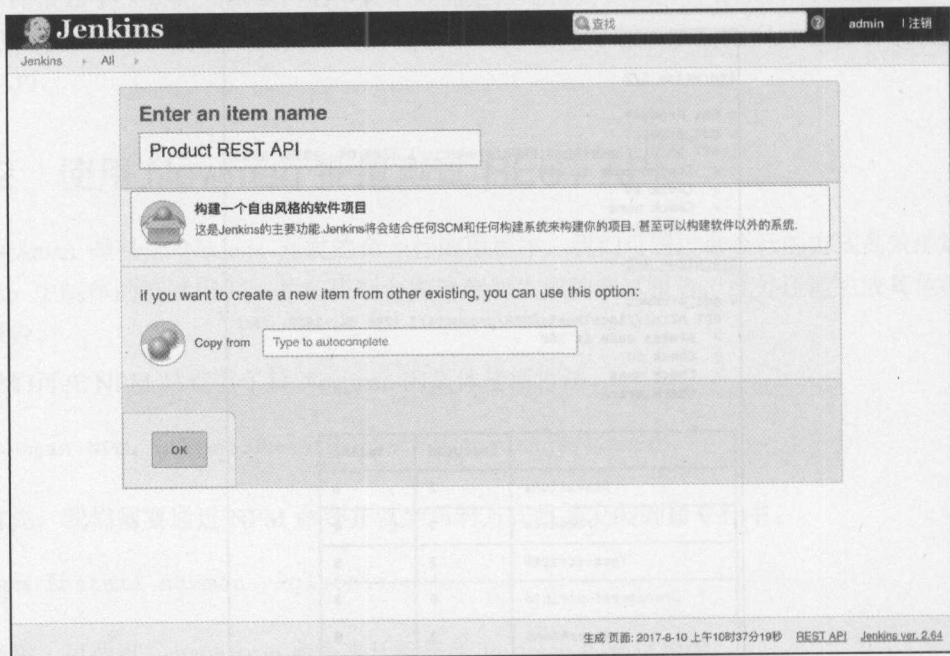 Jenkins
查找
admin | 注销
Jenkins All
Enter an item name
Product REST API
构建一个自由风格的软件项目
这是Jenkins的主要功能.Jenkins将会结合任何SCM和任何构建系统来构建你的项目, 甚至可以构建软件以外的系统.
if you want to create a new item from other existing, you can use this option:
Copy from Type to autocomplete
OK
生成 页面: 2017-6-10 上午10时37分19秒 REST API Jenkins ver. 2.64